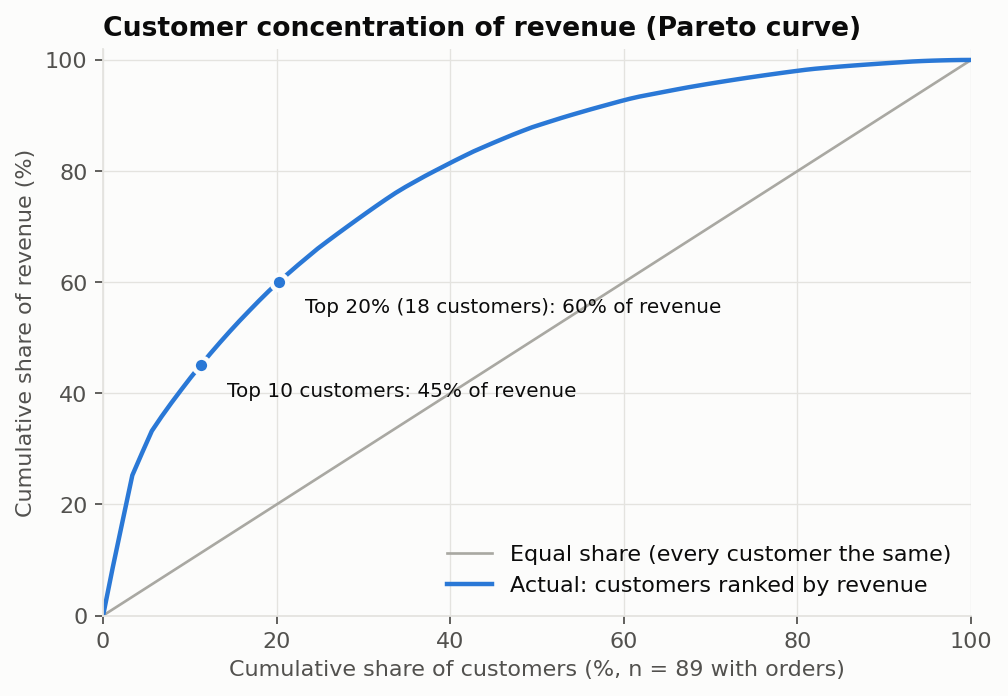 Customer concentration of revenue (Pareto curve)
Cumulative share of revenue (%)
100
80
60
40
20
0
Top 20% (18 customers): 60% of revenue
Top 10 customers: 45% of revenue
Equal share (every customer the same)
Actual: customers ranked by revenue
0
20
40
60
80
100
Cumulative share of customers (%, n = 89 with orders)